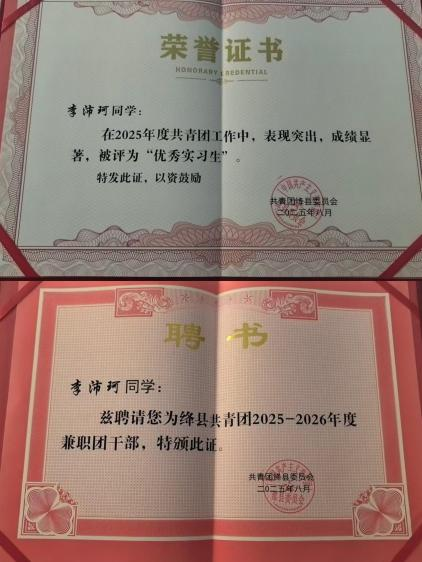 荣誉证书
HONORARY CREDENTIAL
李沛珂同学：
在2025年度共青团工作中，表现突出，成绩显
著，被评为“优秀实习生”。
特发此证，以资鼓励
共青团绛县委员会
二〇二五年八月
聘书
李沛珂同学：
兹聘请您为绛县共青团2025-2026年度
兼职团干部，特颁此证。
共青团绛县委员会
二〇二五年八月